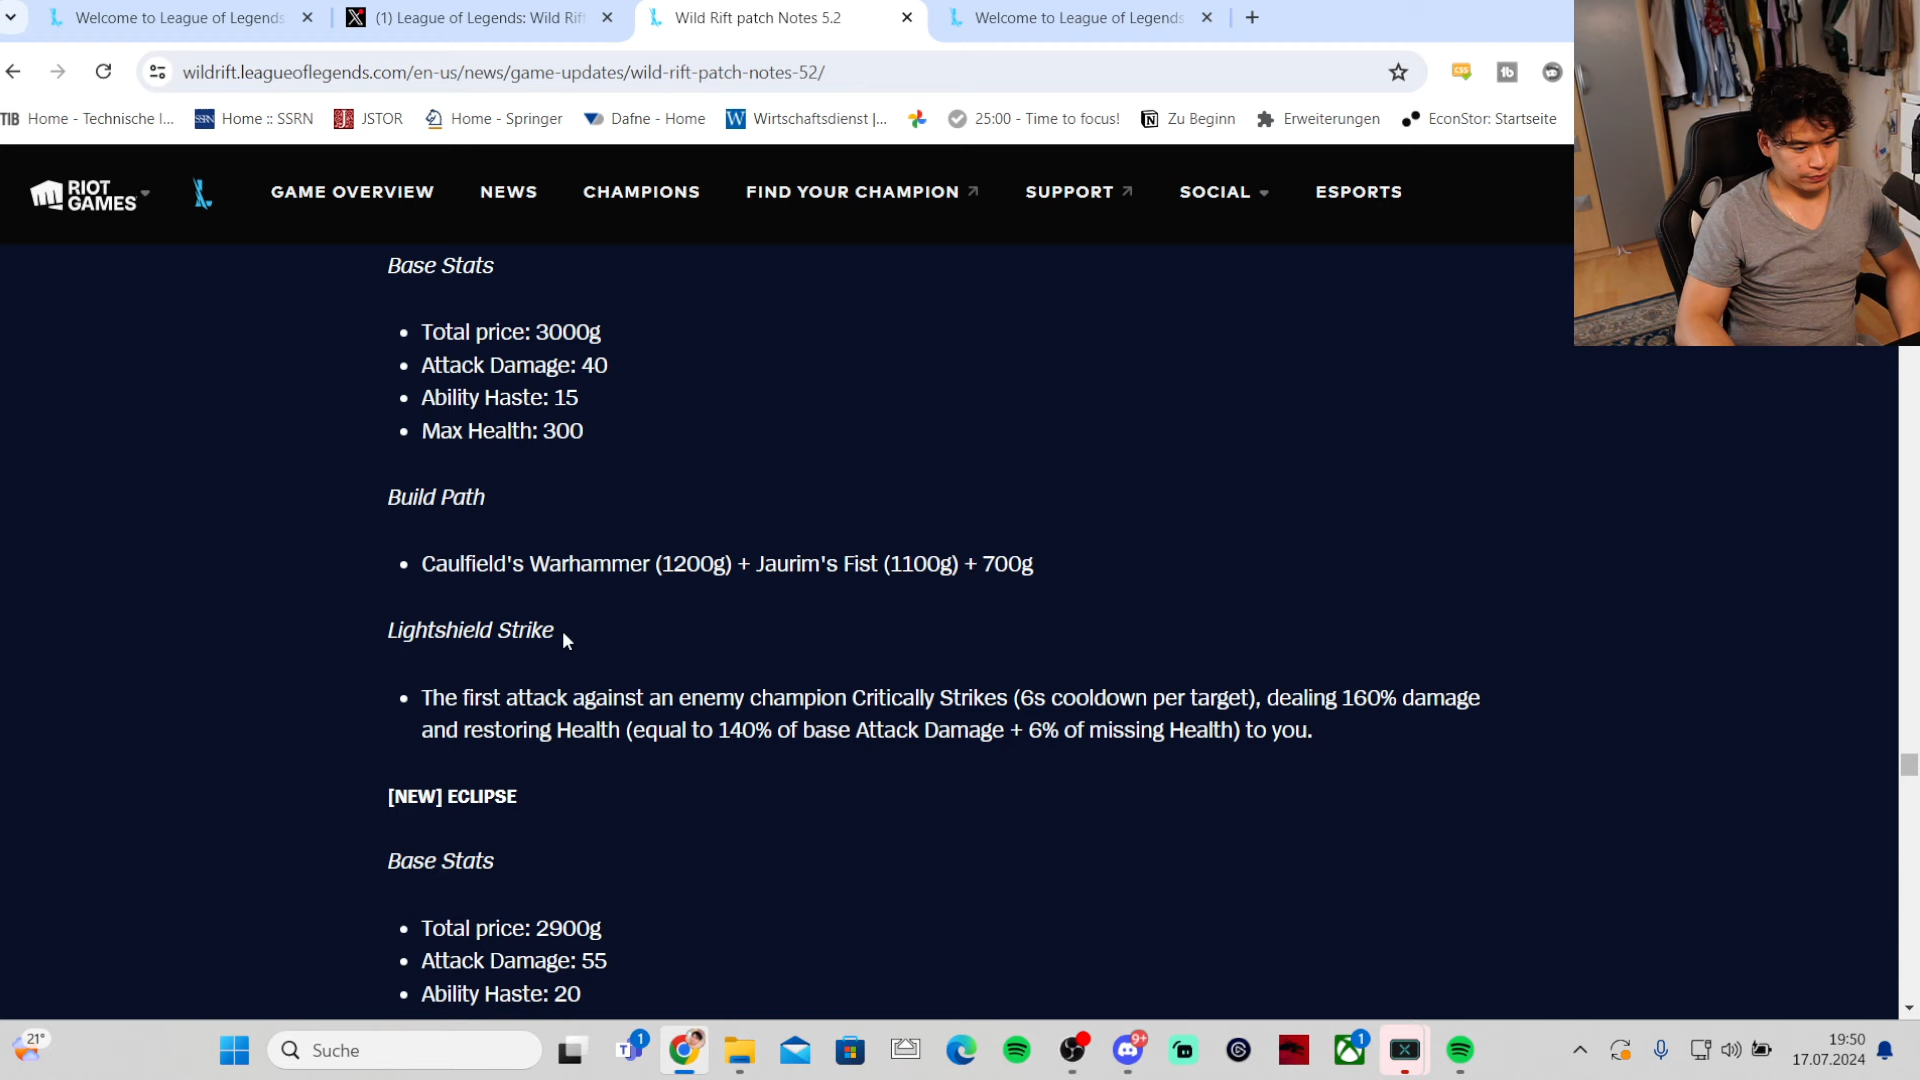 Welcome to League of Legends
(1) League of Legends: Wild Rif
Wild Rift patch Notes 5.2
Welcome to League of Legends
wildrift.leagueoflegends.com/en-us/news/game-updates/wild-rift-patch-notes-52/
TIB Home - Technische I...
SSRN Home :: SSRN
JSTOR
Home - Springer
Dafne - Home
W Wirtschaftsdienst |...
25:00 - Time to focus!
Zu Beginn
Erweiterungen
EconStor: Startseite
RIOT GAMES
GAME OVERVIEW
NEWS
CHAMPIONS
FIND YOUR CHAMPION
SUPPORT
SOCIAL
ESPORTS
Base Stats
• Total price: 3000g
• Attack Damage: 40
• Ability Haste: 15
• Max Health: 300
Build Path
• Caulfield's Warhammer (1200g) + Jaurim's Fist (1100g) + 700g
Lightshield Strike
• The first attack against an enemy champion Critically Strikes (6s cooldown per target), dealing 160% damage
and restoring Health (equal to 140% of base Attack Damage + 6% of missing Health) to you.
[NEW] ECLIPSE
Base Stats
• Total price: 2900g
• Attack Damage: 55
• Ability Haste: 20
21°
Suche
1
9+
1
19:50
17.07.2024